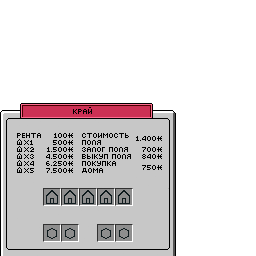 КРАЙ
РЕНТА 100₭ СТОИМОСТЬ ПОЛЯ 1.400₭
X1 500₭
X2 1.500₭ ЗАЛОГ ПОЛЯ 700₭
X3 4.500₭ ВЫКУП ПОЛЯ 840₭
X4 6.250₭ ПОКУПКА ДОМА 750₭
X5 7.500₭